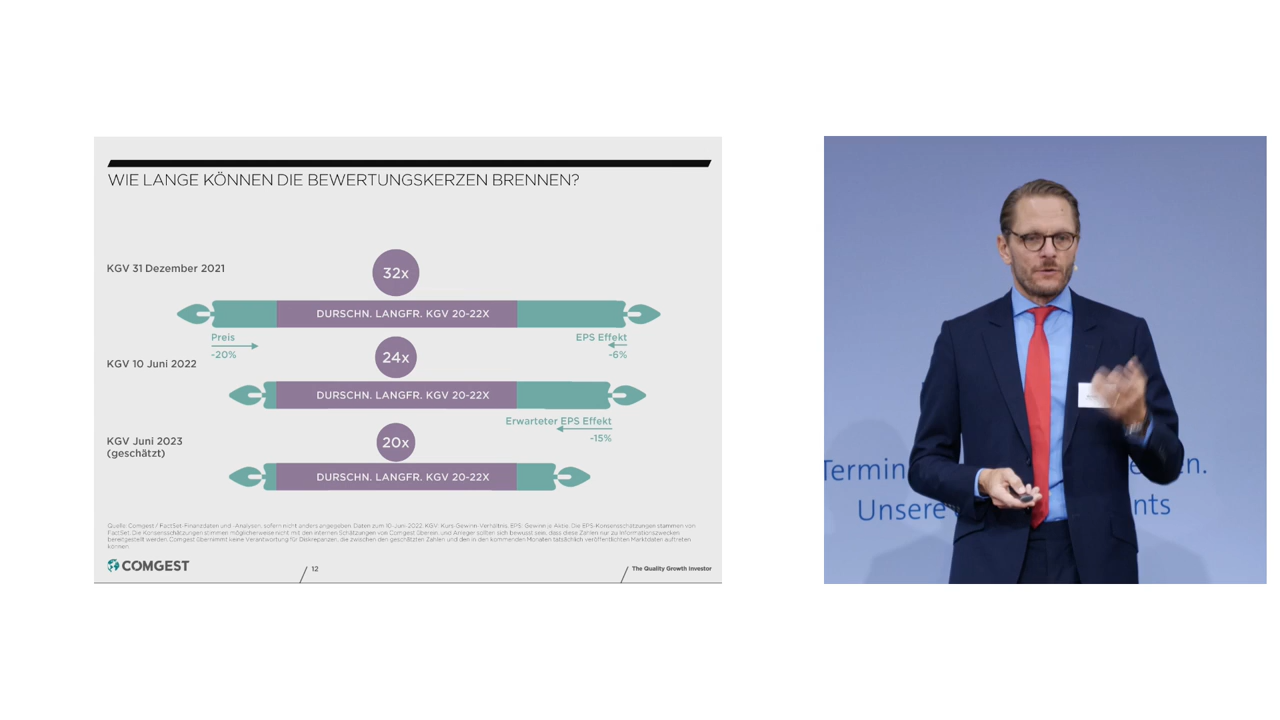 WIE LANGE KÖNNEN DIE BEWERTUNGSKERZEN BRENNEN?
KGV 31 Dezember 2021
32x
DURSCHN. LANGFR. KGV 20-22X
Preis
-20%
EPS Effekt
-6%
KGV 10 Juni 2022
24x
DURSCHN. LANGFR. KGV 20-22X
Erwarteter EPS Effekt
-15%
KGV Juni 2023
(geschätzt)
20x
DURSCHN. LANGFR. KGV 20-22X
Quelle: Comgest / FactSet-Finanzdaten und -Analysen, sofern nicht anders angegeben Daten zum 10-Juni-2022. KGV: Kurs-Gewinn-Verhältnis. EPS: Gewinn je Aktie. Die EPS-Konsensschätzungen stammen von
FactSet. Die Konsensschätzungen stimmen möglicherweise nicht mit den internen Schätzungen von Comgest überein, und Anleger sollten sich bewusst sein, dass diese Zahlen nur zu Informationszwecken
bereitgestellt werden. Comgest übernimmt keine Verantwortung für Diskrepanzen, die zwischen den geschätzten Zahlen und den in den kommenden Monaten tatsächlich veröffentlichten Marktdaten auftreten
können.
COMGEST
12
The Quality Growth Investor
Termin en.
Unsere nts